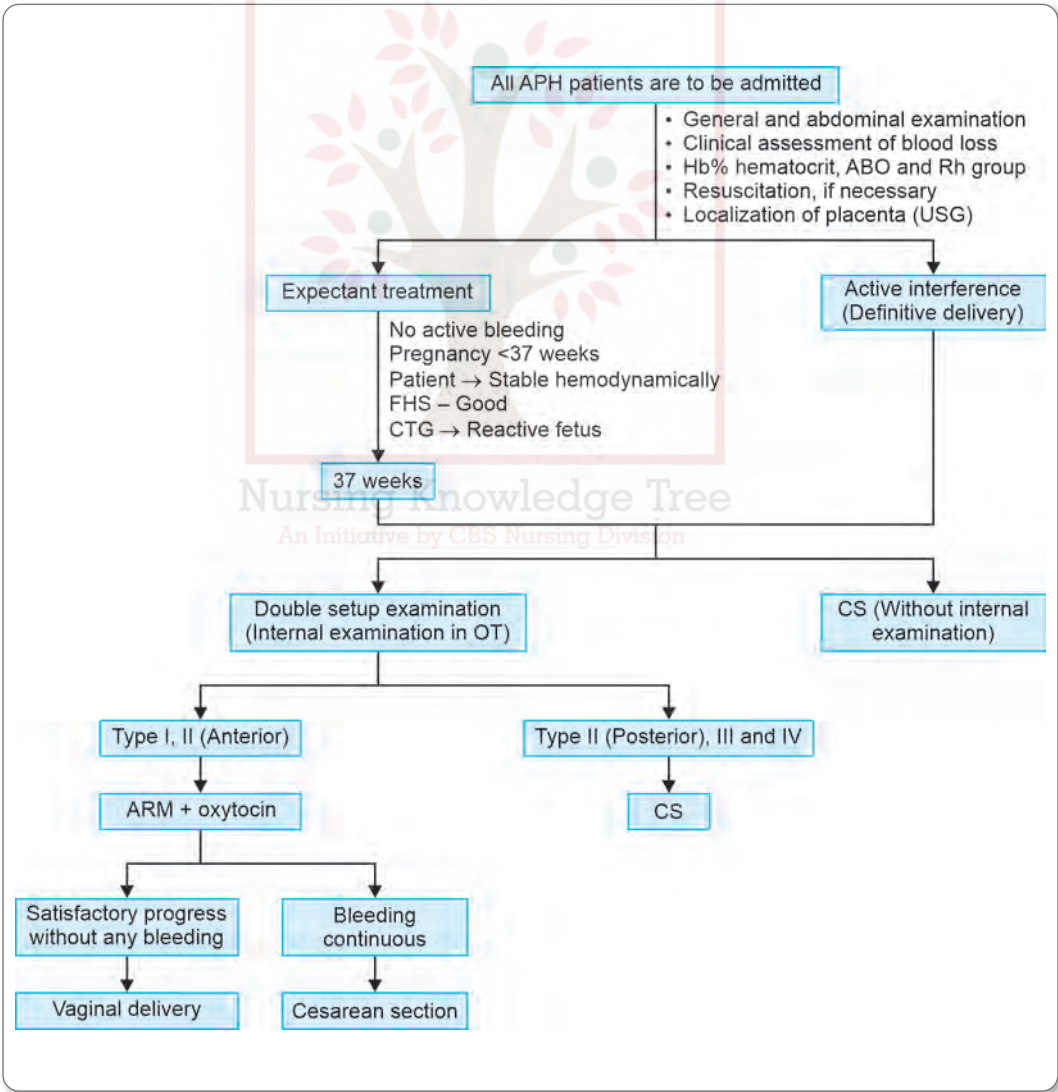 All APH patients are to be admitted
• General and abdominal examination
• Clinical assessment of blood loss
• Hb% hematocrit, ABO and Rh group
• Resuscitation, if necessary
• Localization of placenta (USG)
Expectant treatment
Active interference
(Definitive delivery)
No active bleeding
Pregnancy <37 weeks
Patient → Stable hemodynamically
FHS – Good
CTG → Reactive fetus
37 weeks
Nursing Knowledge Tree
An Initiative by CBS Nursing Division
Double setup examination
(Internal examination in OT)
CS (Without internal
examination)
Type I, II (Anterior)
Type II (Posterior), III and IV
ARM + oxytocin
CS
Satisfactory progress
without any bleeding
Bleeding
continuous
Vaginal delivery
Cesarean section